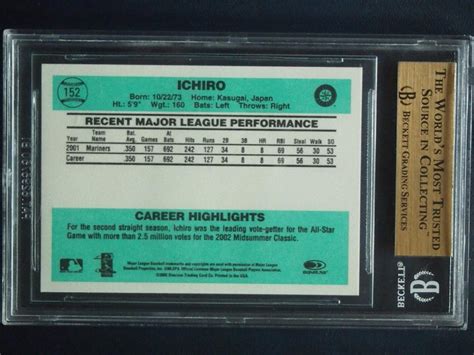 152
ICHIRO
Born: 10/22/73 Home: Kasugai, Japan
Ht.: 5'9" Wgt.: 160 Bats: Left Throws: Right
RECENT MAJOR LEAGUE PERFORMANCE
Year Team Name Bat. Avg. Games At Bat Hits Runs 2B 3B HR RBI Steal Walk SO
2001 Mariners .350 157 692 242 127 34 8 8 69 56 30 53
Career .350 157 692 242 127 34 8 8 69 56 30 53
CAREER HIGHLIGHTS
For the second straight season, Ichiro was the leading vote-getter for the All-Star
Game with more than 2.5 million votes for the 2002 Midsummer Classic.
DONRUSS
THE WORLD'S MOST TRUSTED
SOURCE IN COLLECTING
BECKETT GRADING SERVICES
B
BECKETT
B